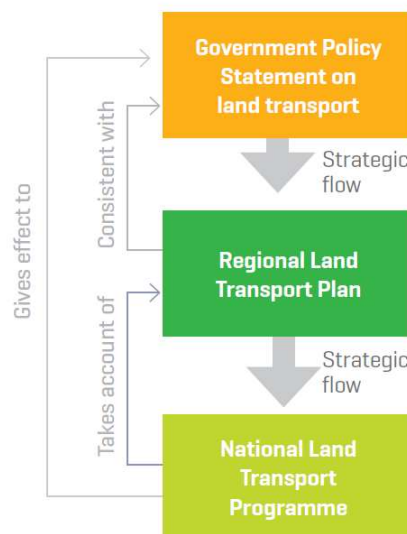 Government Policy
Statement on
land transport
Consistent with
Strategic
flow
Gives effect to
Regional Land
Transport Plan
Takes account of
Strategic
flow
National Land
Transport
Programme